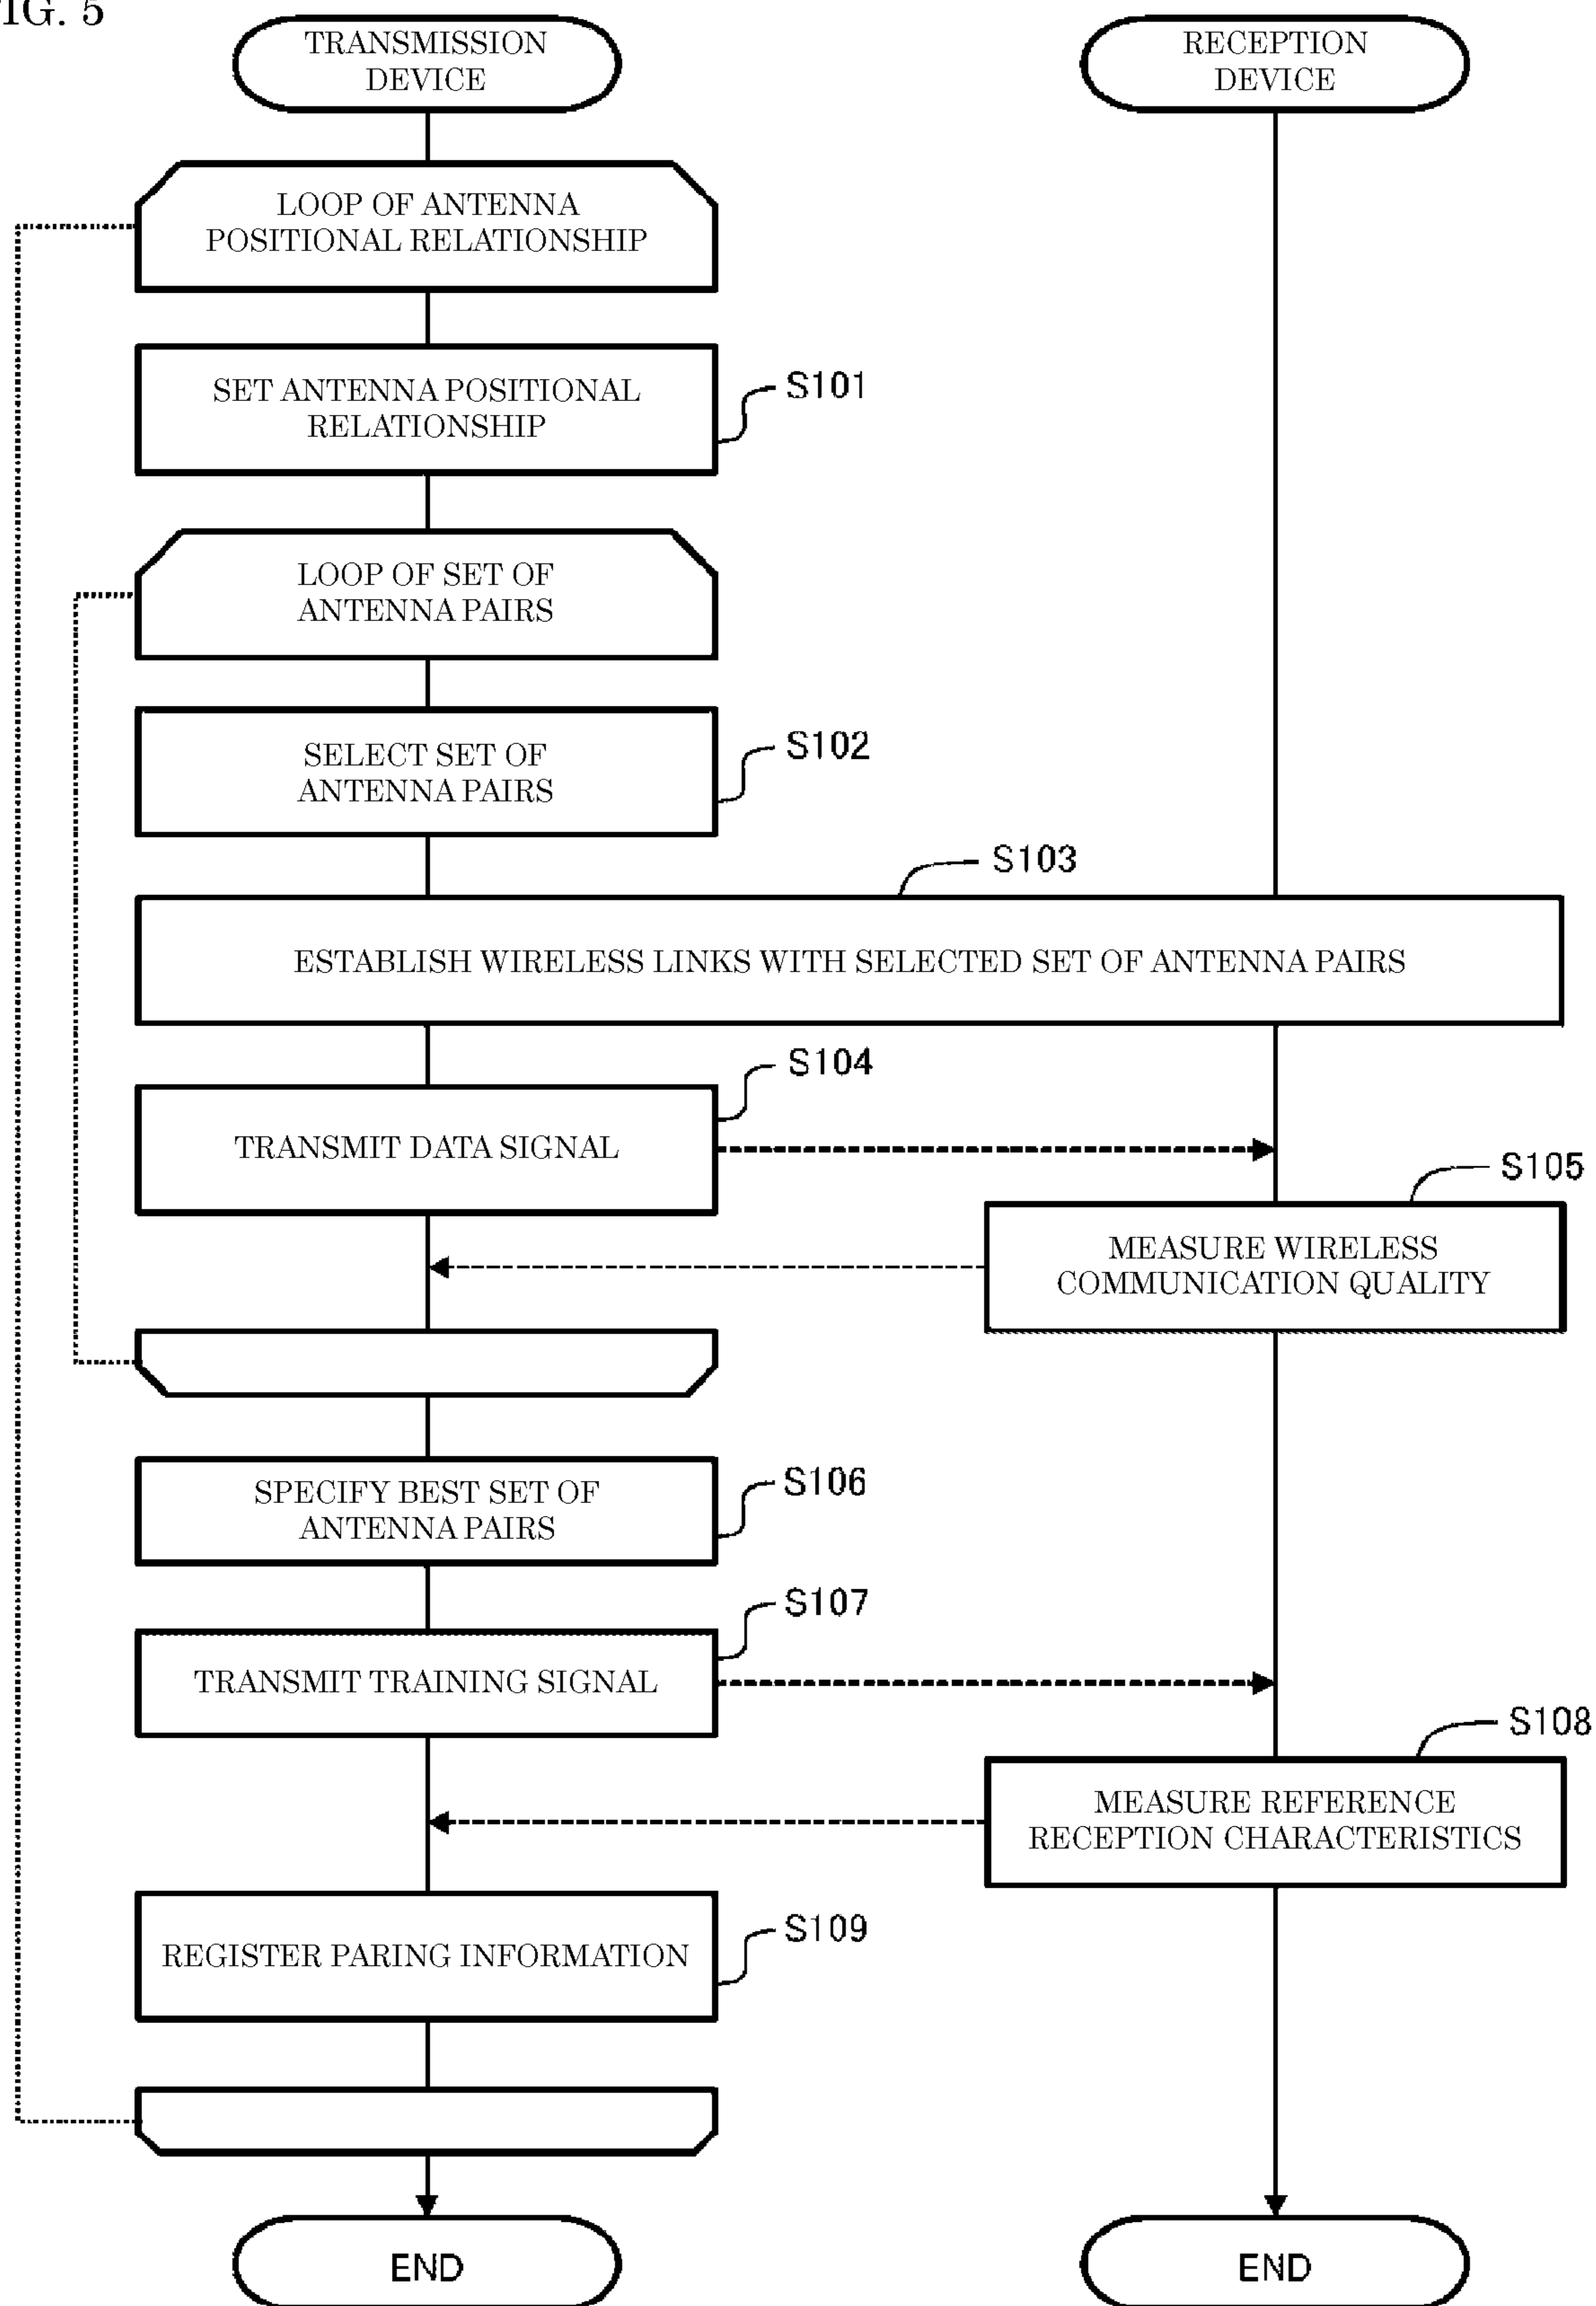 FIG. 5
TRANSMISSION
DEVICE
RECEPTION
DEVICE
LOOP OF ANTENNA
POSITIONAL RELATIONSHIP
SET ANTENNA POSITIONAL
RELATIONSHIP
S101
LOOP OF SET OF
ANTENNA PAIRS
SELECT SET OF
ANTENNA PAIRS
S102
S103
ESTABLISH WIRELESS LINKS WITH SELECTED SET OF ANTENNA PAIRS
S104
TRANSMIT DATA SIGNAL
S105
MEASURE WIRELESS
COMMUNICATION QUALITY
SPECIFY BEST SET OF
ANTENNA PAIRS
S106
S107
TRANSMIT TRAINING SIGNAL
S108
MEASURE REFERENCE
RECEPTION CHARACTERISTICS
REGISTER PARING INFORMATION
S109
END
END